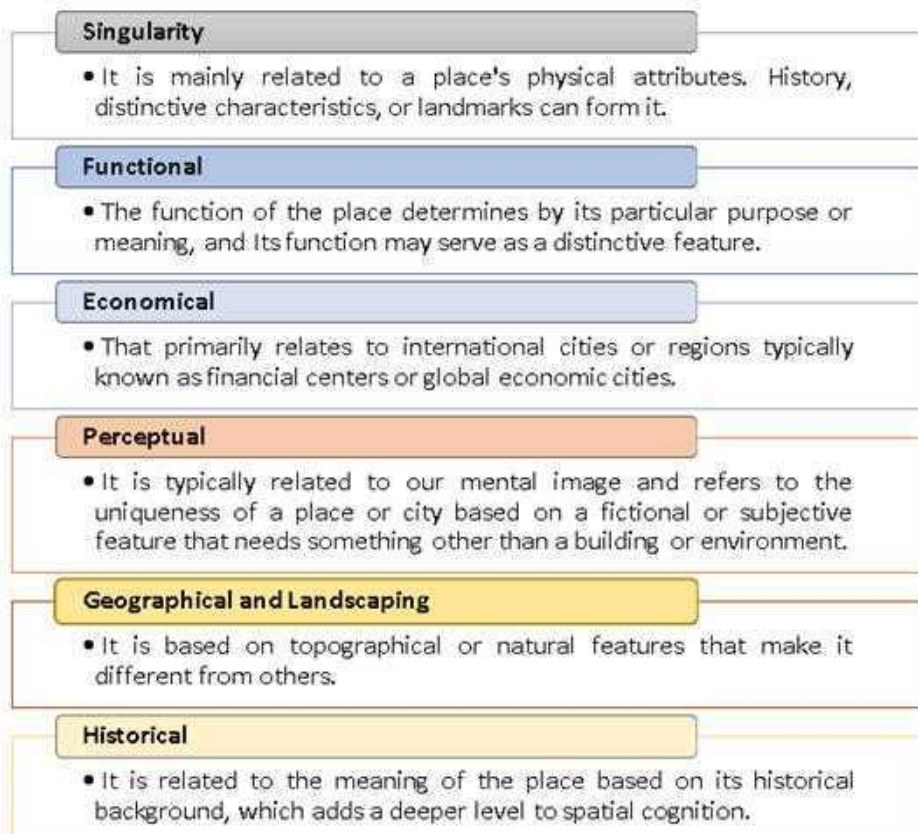 Singularity
• It is mainly related to a place's physical attributes. History,
distinctive characteristics, or landmarks can form it.
Functional
• The function of the place determines by its particular purpose or
meaning, and Its function may serve as a distinctive feature.
Economical
• That primarily relates to international cities or regions typically
known as financial centers or global economic cities.
Perceptual
• It is typically related to our mental image and refers to the
uniqueness of a place or city based on a fictional or subjective
feature that needs something other than a building or environment.
Geographical and Landscaping
• It is based on topographical or natural features that make it
different from others.
Historical
• It is related to the meaning of the place based on its historical
background, which adds a deeper level to spatial cognition.